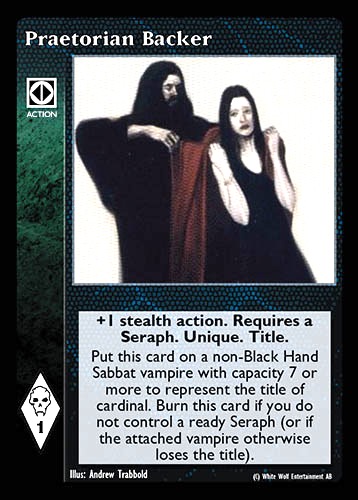 Praetorian Backer
ACTION
+1 stealth action. Requires a
Seraph. Unique. Title.
Put this card on a non-Black Hand
Sabbat vampire with capacity 7 or
more to represent the title of
cardinal. Burn this card if you do
not control a ready Seraph (or if
the attached vampire otherwise
loses the title).
1
Illus: Andrew Trabbold
(C) White Wolf Entertainment AB